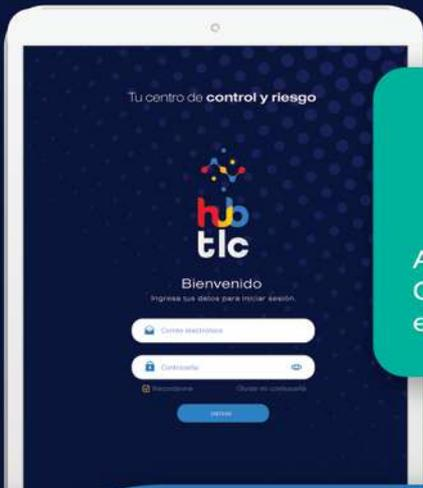 Tu centro de control y riesgo
hub
tlc
Bienvenido
Ingresa tus datos para iniciar sesión.
Correo electrónico
Contraseña
Recordarme
Olvidé mi contraseña
ENTRAR